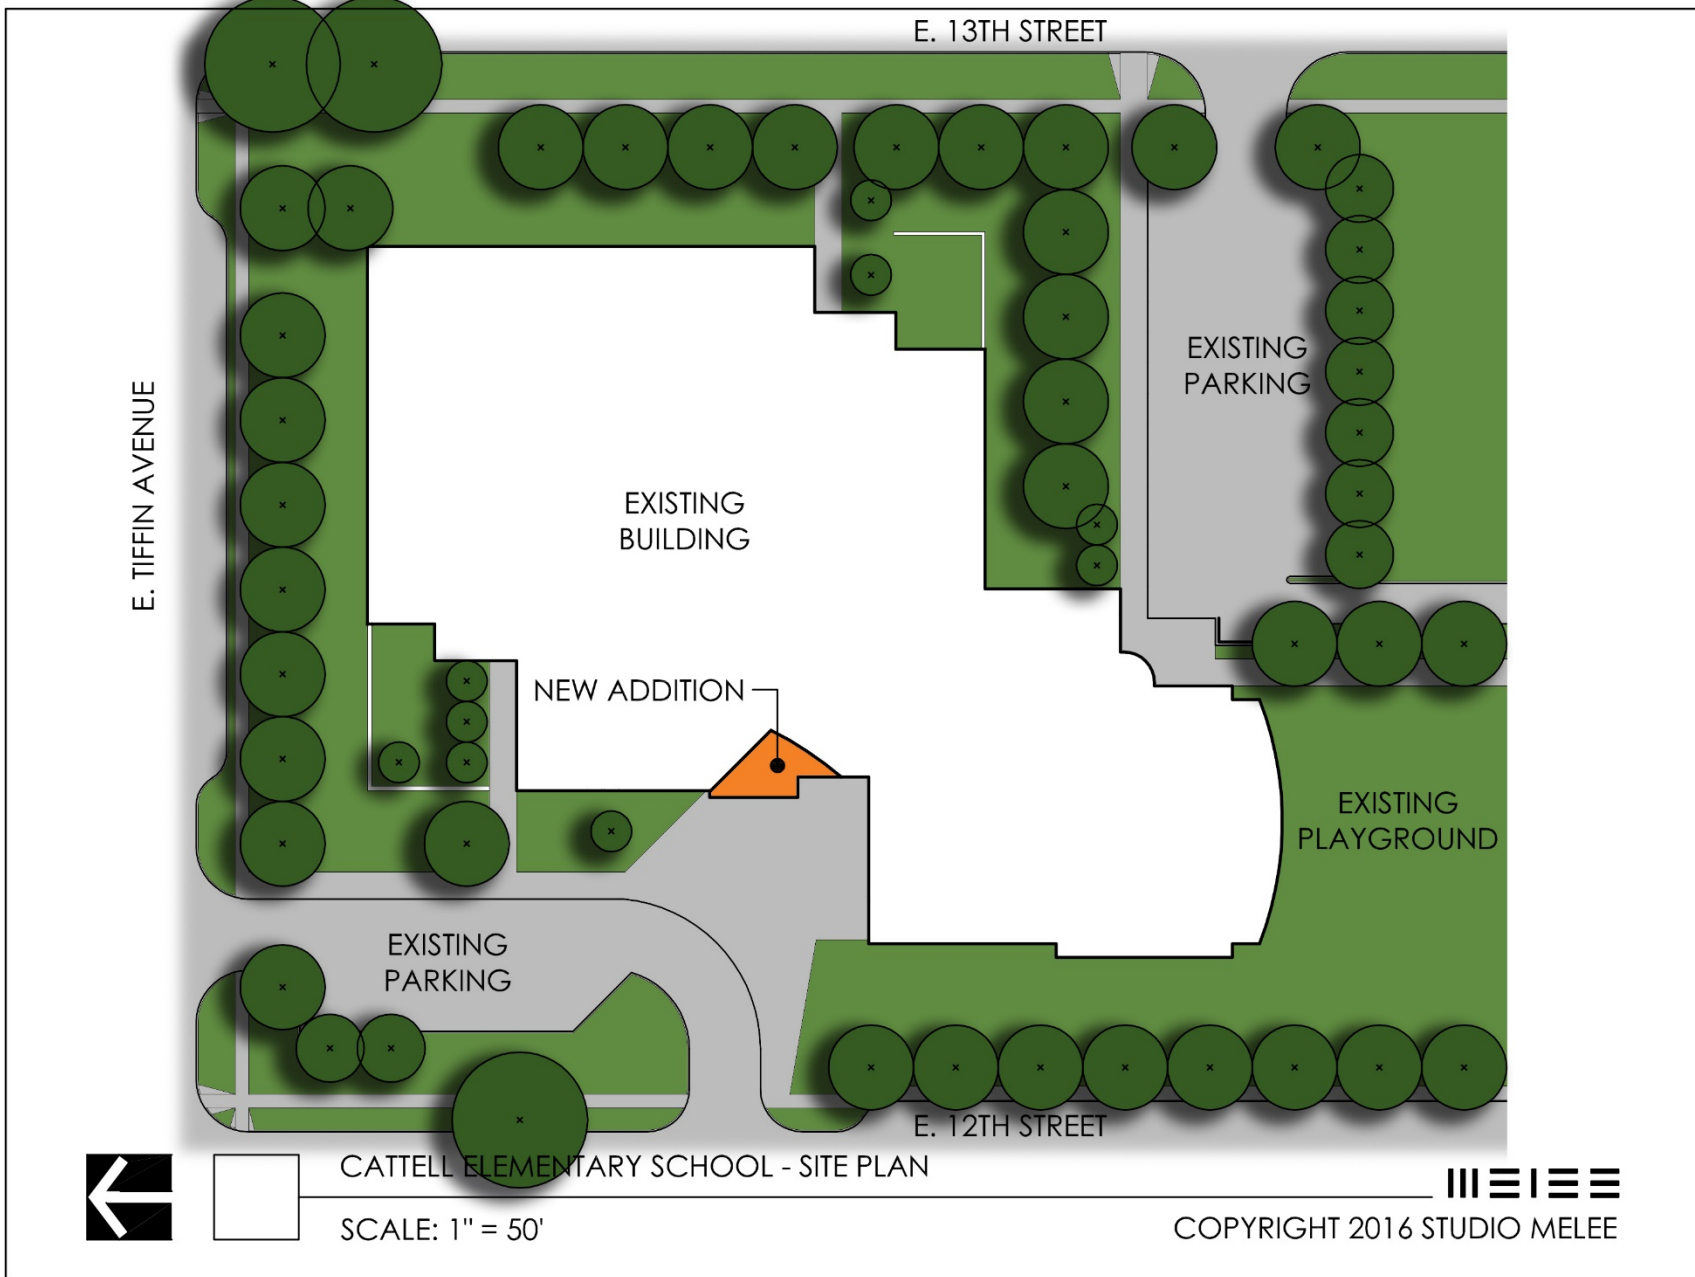 E. 13TH STREET
E. TIFFIN AVENUE
EXISTING
PARKING
EXISTING
BUILDING
NEW ADDITION
EXISTING
PLAYGROUND
EXISTING
PARKING
E. 12TH STREET
CATTELL ELEMENTARY SCHOOL - SITE PLAN
MELEE
SCALE: 1" = 50'
COPYRIGHT 2016 STUDIO MELEE